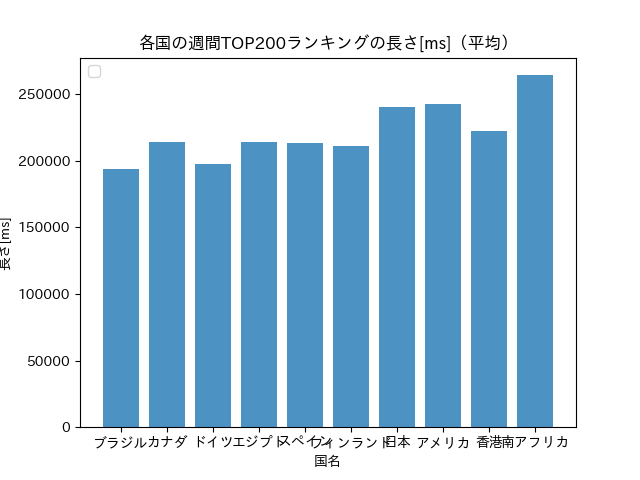 各国の週間TOP200ランキングの長さ[ms]（平均）
250000
200000
150000
100000
50000
0
長さ[ms]
ブラジル カナダ ドイツ エジプト スペイン フィンランド 日本 アメリカ 香港 南アフリカ
国名